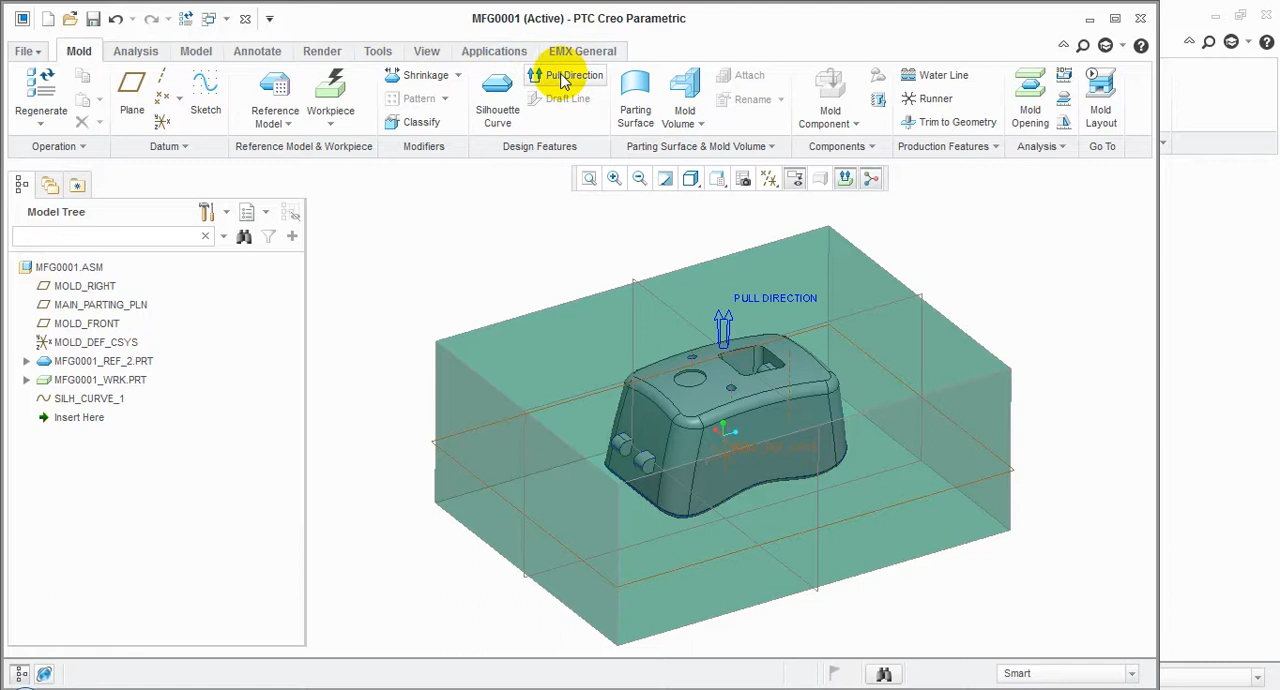 MFG0001 (Active) - PTC Creo Parametric
File Mold Analysis Model Annotate Render Tools View Applications EMX General
Regenerate
Plane
Sketch
Reference Model
Workpiece
Shrinkage
Pattern
Classify
Silhouette Curve
Pull Direction
Draft Line
Parting Surface
Mold Volume
Attach
Rename
Mold Component
Water Line
Runner
Trim to Geometry
Mold Opening
Mold Layout
Operation Datum Reference Model & Workpiece Modifiers Design Features Parting Surface & Mold Volume Components Production Features Analysis Go To
Model Tree
MFG0001.ASM
MOLD_RIGHT
MAIN_PARTING_PLN
MOLD_FRONT
MOLD_DEF_CSYS
MFG0001_REF_2.PRT
MFG0001_WRK.PRT
SILH_CURVE_1
Insert Here
PULL DIRECTION
Smart